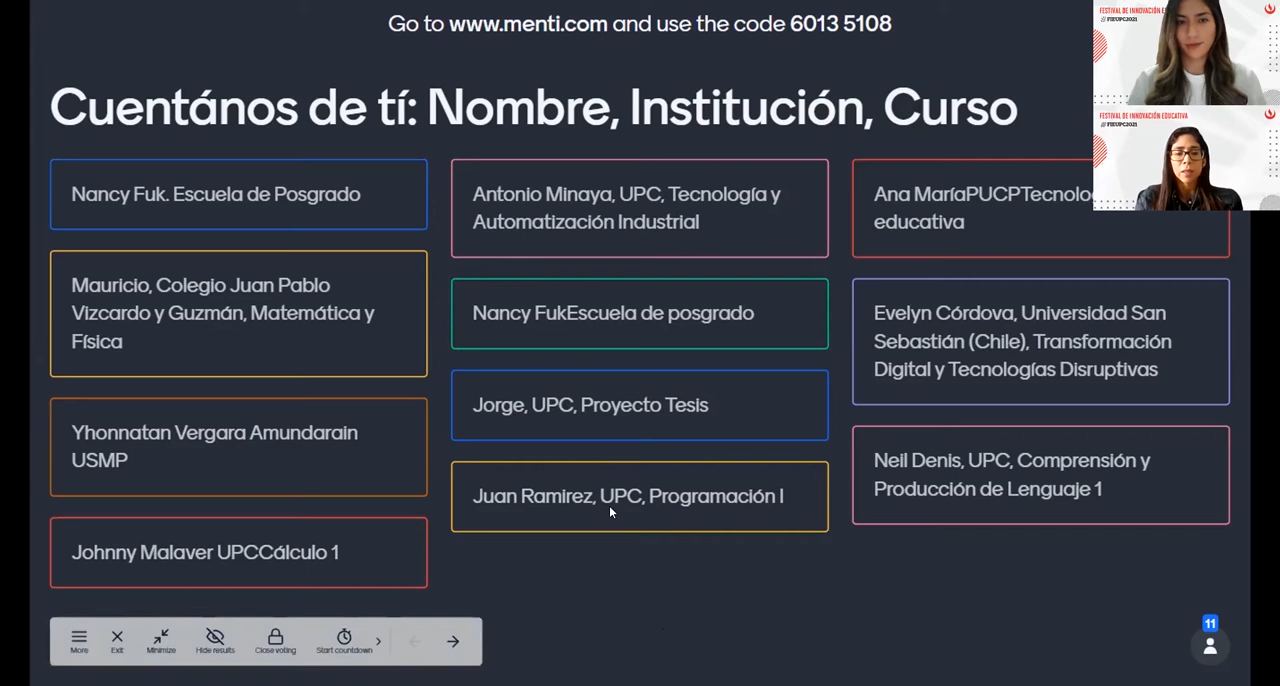 Go to www.menti.com and use the code 6013 5108
Cuentános de tí: Nombre, Institución, Curso
Nancy Fuk. Escuela de Posgrado
Mauricio, Colegio Juan Pablo
Vizcardo y Guzmán, Matemática y
Física
Yhonnatan Vergara Amundarain
USMP
Johnny Malaver UPCCálculo 1
Antonio Minaya, UPC, Tecnología y
Automatización Industrial
Nancy FukEscuela de posgrado
Jorge, UPC, Proyecto Tesis
Juan Ramirez, UPC, Programación I
Ana MaríaPUCPTecnolo
educativa
Evelyn Córdova, Universidad San
Sebastián (Chile), Transformación
Digital y Tecnologías Disruptivas
Neil Denis, UPC, Comprensión y
Producción de Lenguaje 1
FESTIVAL DE INNOVACIÓN
#FIEUPC2021
FESTIVAL DE INNOVACIÓN EDUCATIVA
#FIEUPC2021
More
Exit
Minimize
Hide results
Close voting
Start countdown
11